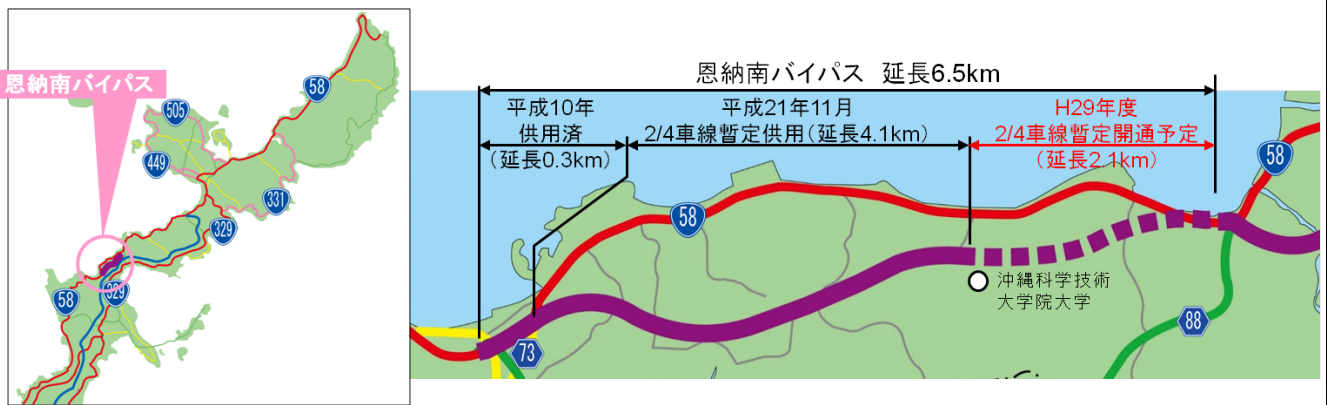 恩納南バイパス
58
505
449
331
329
58
329
恩納南バイパス 延長6.5km
平成10年
供用済
(延長0.3km)
平成21年11月
2/4車線暫定供用(延長4.1km)
H29年度
2/4車線暫定開通予定
(延長2.1km)
58
58
沖縄科学技術
大学院大学
73
88